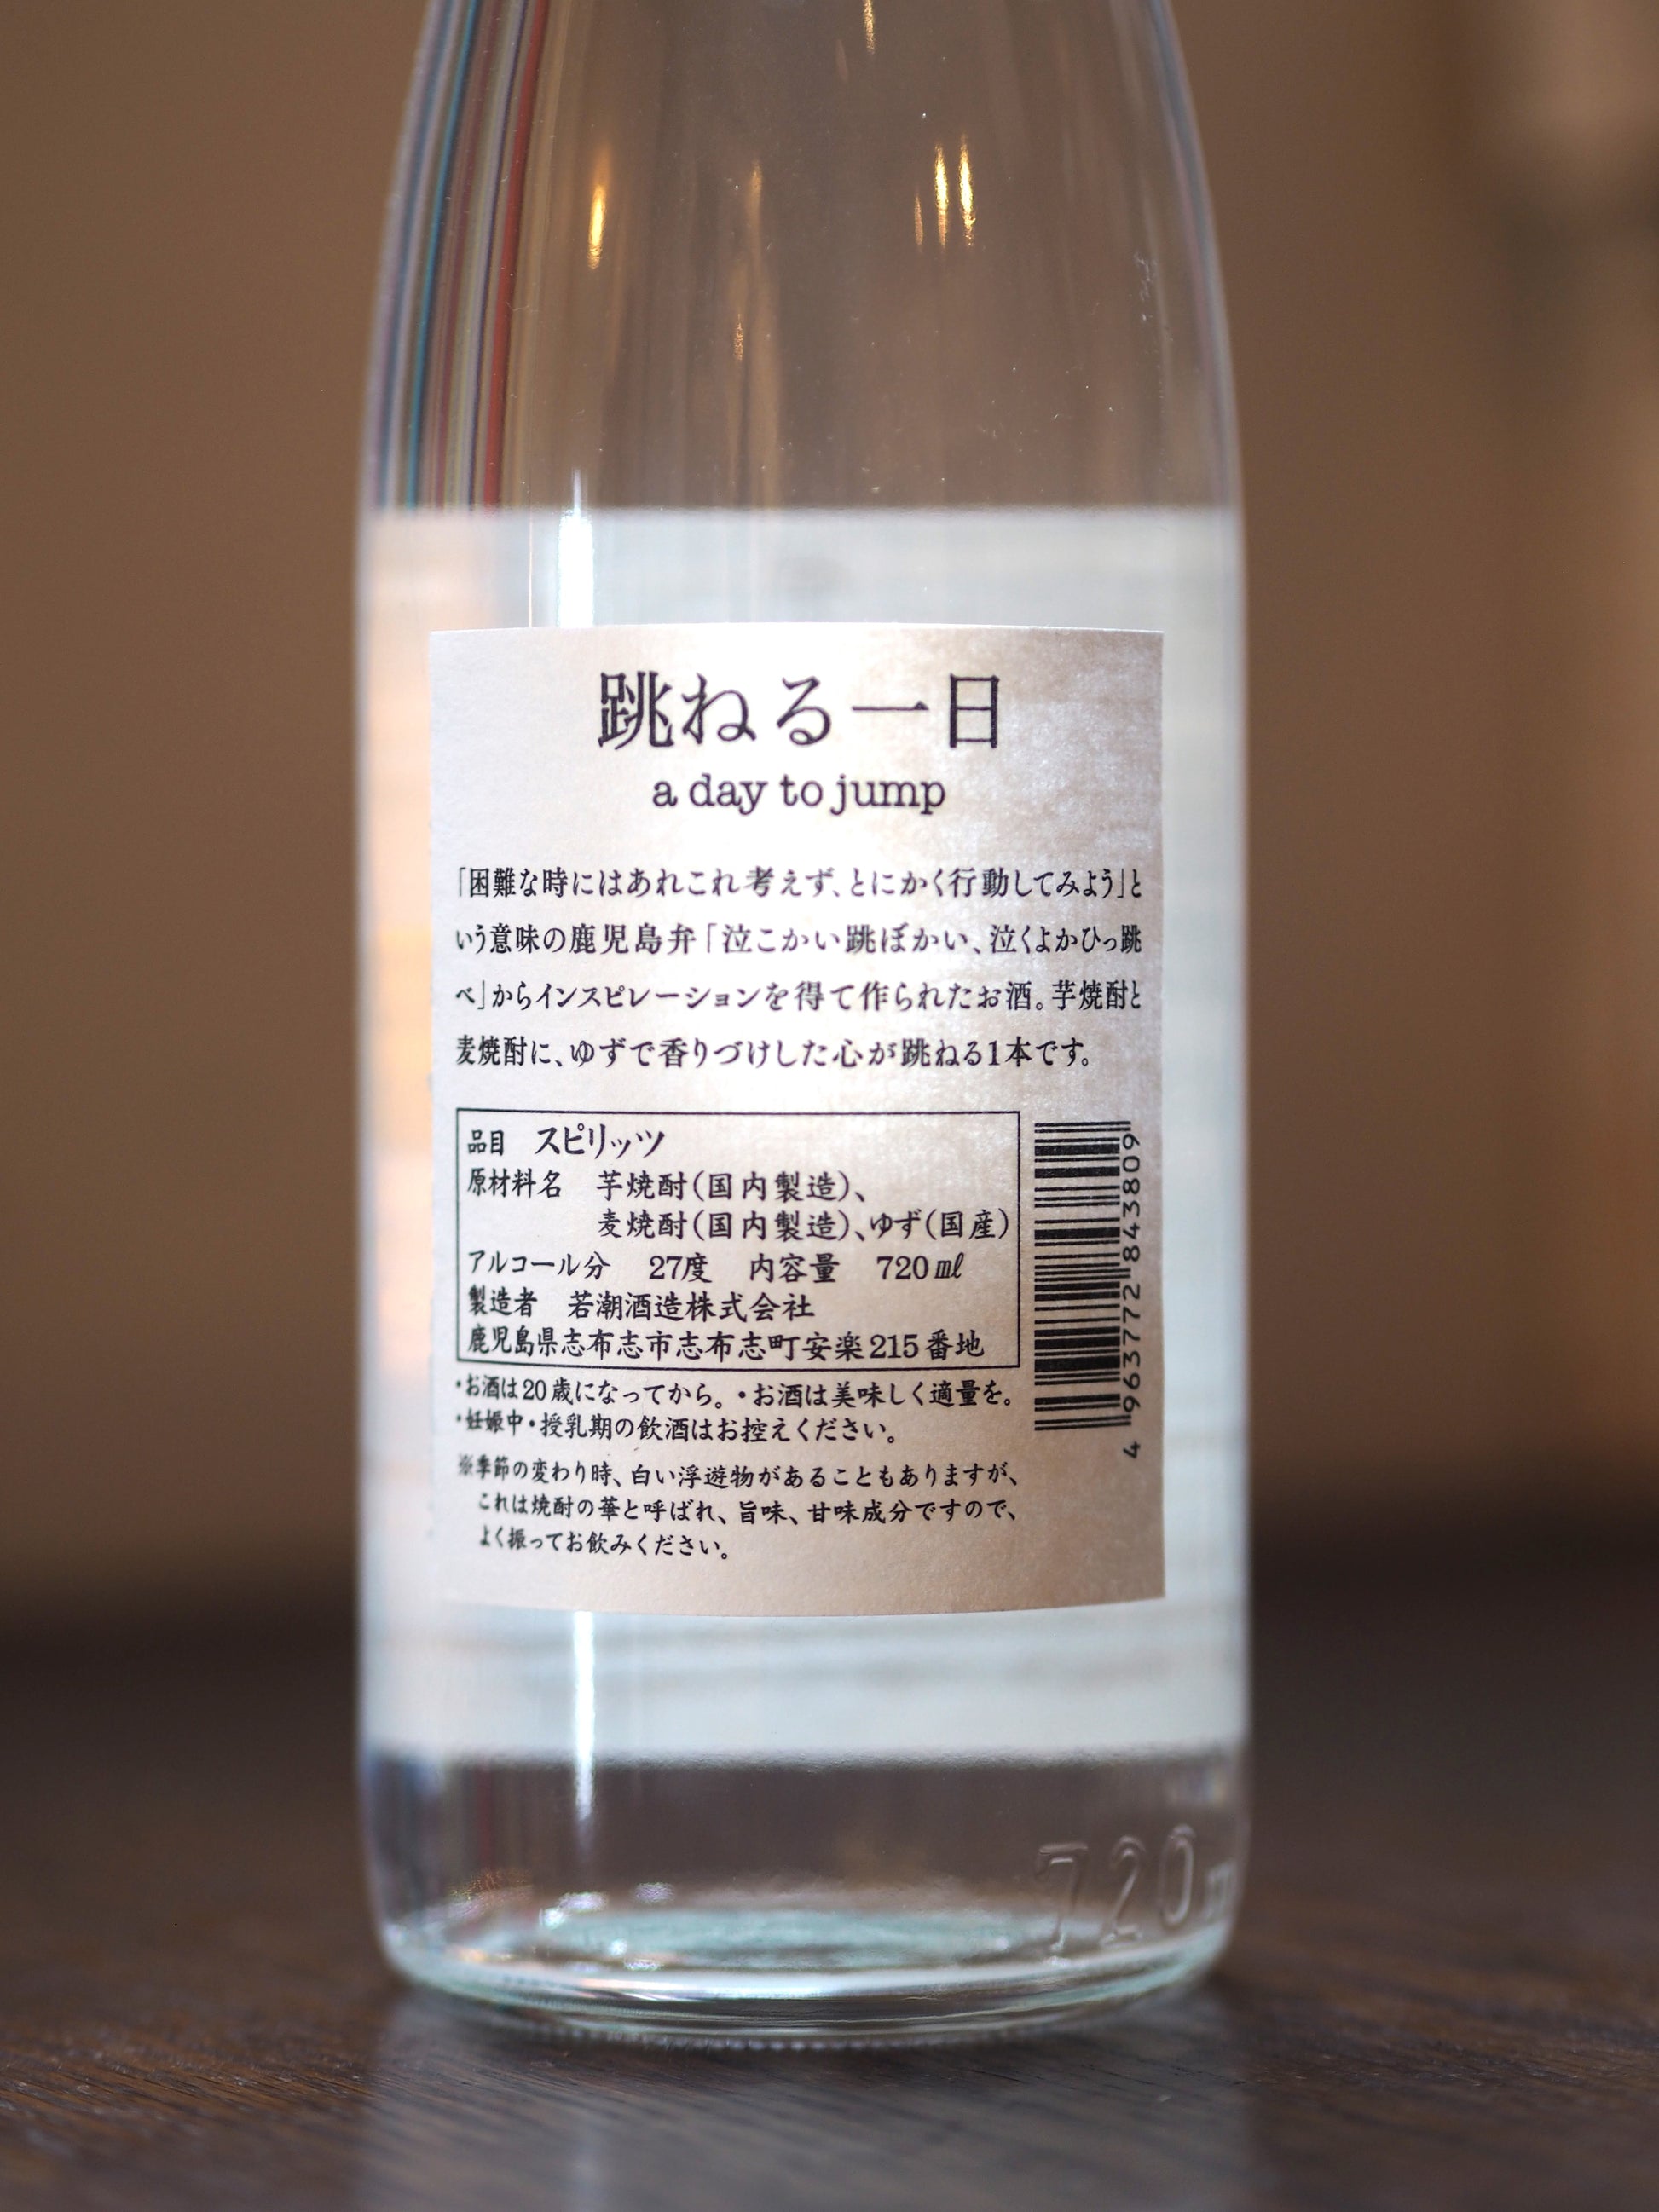 跳ねる一日
a day to jump
「困難な時にはあれこれ考えず、とにかく行動してみよう」と
いう意味の鹿児島弁「泣こかい跳ぼかい、泣くよかひっ跳
べ」からインスピレーションを得て作られたお酒。芋焼酎と
麦焼酎に、ゆずで香りづけした心が跳ねる1本です。
品目 スピリッツ
原材料名 芋焼酎(国内製造)、
麦焼酎(国内製造)、ゆず(国産)
アルコール分 27度 内容量 720㎖
製造者 若潮酒造株式会社
鹿児島県志布志市志布志町安楽215番地
・お酒は20歳になってから。・お酒は美味しく適量を。
・妊娠中・授乳期の飲酒はお控えください。
※季節の変わり時、白い浮遊物があることもありますが、
これは焼酎の華と呼ばれ、旨味、甘味成分ですので、
よく振ってお飲みください。
4 963772 843809
720m